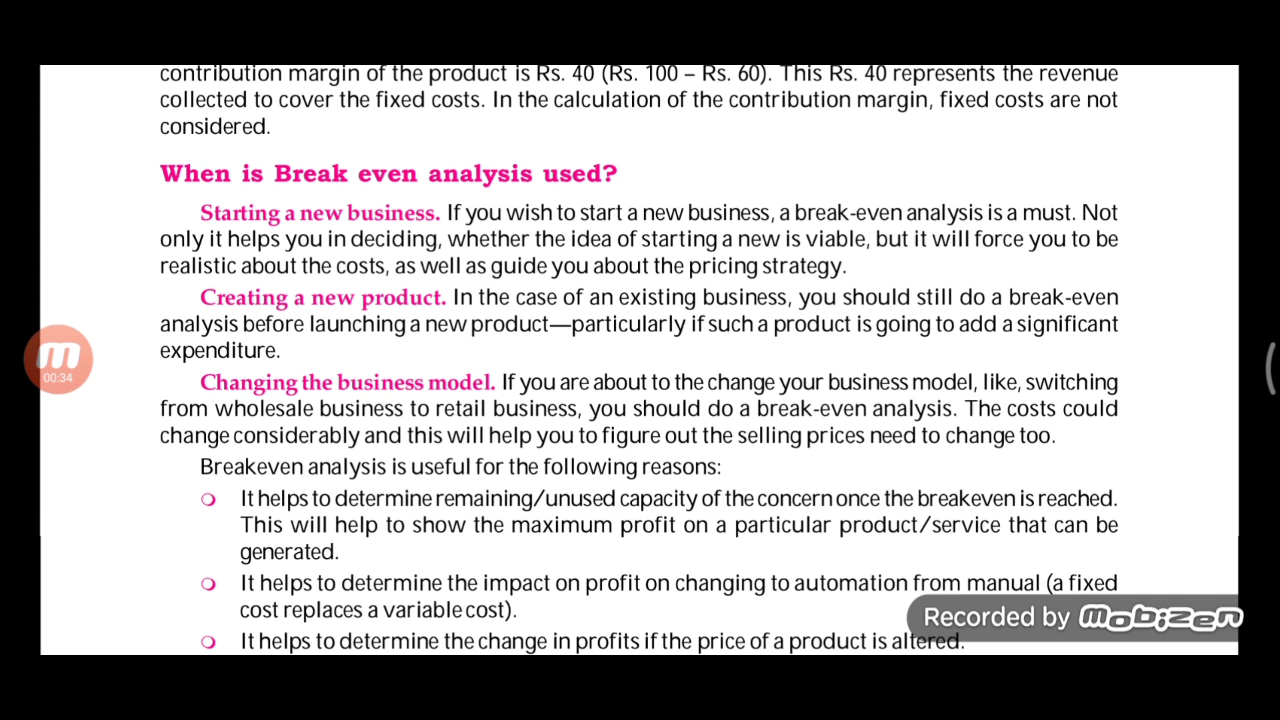 contribution margin of the product is Rs. 40 (Rs. 100 – Rs. 60). This Rs. 40 represents the revenue
collected to cover the fixed costs. In the calculation of the contribution margin, fixed costs are not
considered.
When is Break even analysis used?
Starting a new business. If you wish to start a new business, a break-even analysis is a must. Not
only it helps you in deciding, whether the idea of starting a new is viable, but it will force you to be
realistic about the costs, as well as guide you about the pricing strategy.
Creating a new product. In the case of an existing business, you should still do a break-even
analysis before launching a new product—particularly if such a product is going to add a significant
expenditure.
Changing the business model. If you are about to the change your business model, like, switching
from wholesale business to retail business, you should do a break-even analysis. The costs could
change considerably and this will help you to figure out the selling prices need to change too.
Breakeven analysis is useful for the following reasons:
❍ It helps to determine remaining/unused capacity of the concern once the breakeven is reached.
This will help to show the maximum profit on a particular product/service that can be
generated.
❍ It helps to determine the impact on profit on changing to automation from manual (a fixed
cost replaces a variable cost).
❍ It helps to determine the change in profits if the price of a product is altered.
m
00:34
Recorded by mobizen